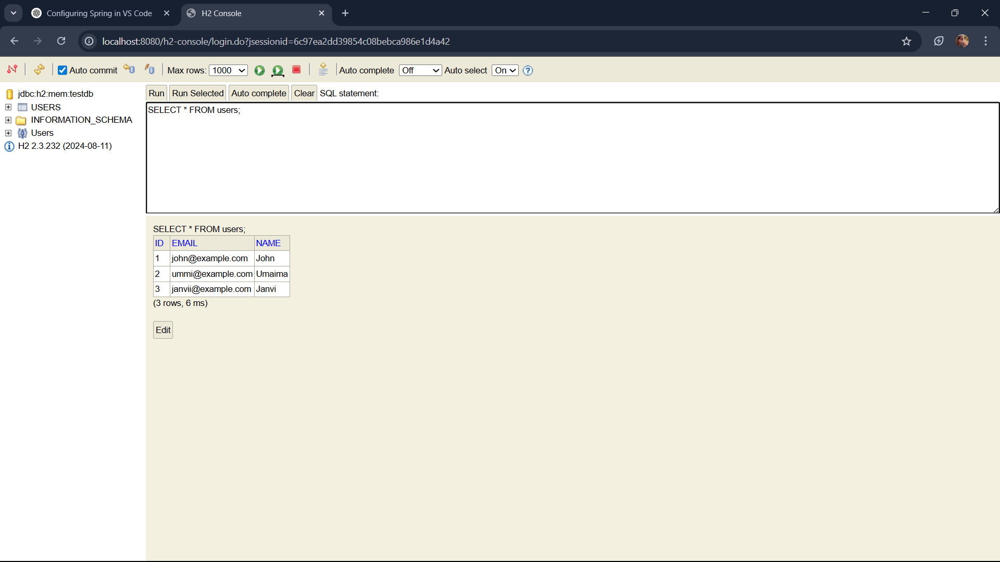 Configuring Spring in VS Code
H2 Console
localhost:8080/h2-console/login.do?jsessionid=6c97ea2dd39854c08bebca986e1d4a42
Auto commit
Max rows: 1000
Auto complete Off
Auto select On
jdbc:h2:mem:testdb
USERS
INFORMATION_SCHEMA
Users
H2 2.3.232 (2024-08-11)
Run Run Selected Auto complete Clear SQL statement:
SELECT * FROM users;
SELECT * FROM users;
ID EMAIL NAME
1 john@example.com John
2 ummi@example.com Umaima
3 janvii@example.com Janvi
(3 rows, 6 ms)
Edit